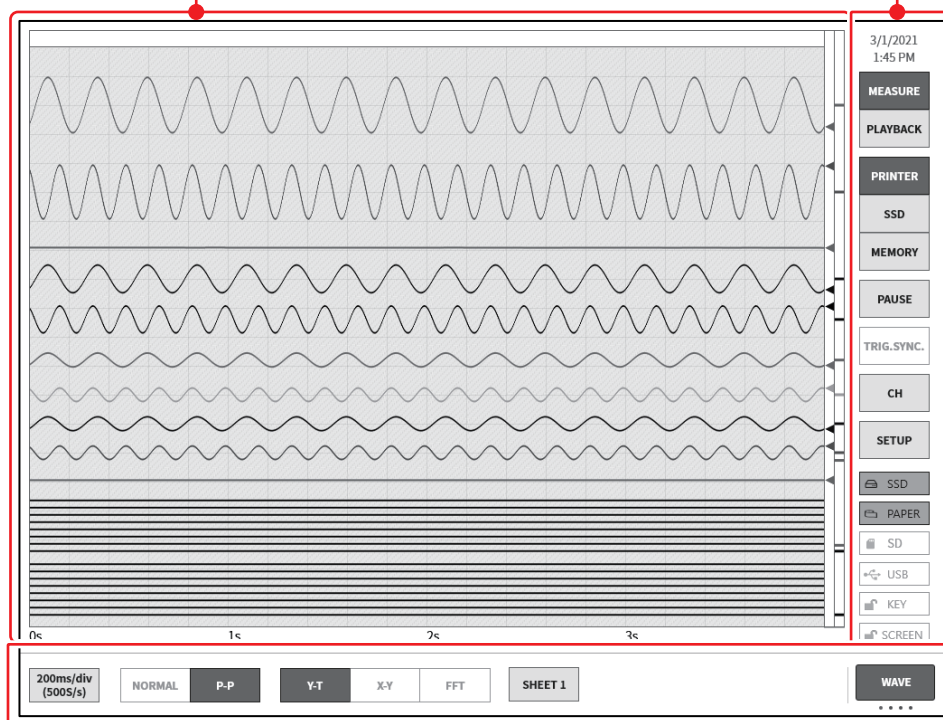 3/1/2021
1:45 PM
MEASURE
PLAYBACK
PRINTER
SSD
MEMORY
PAUSE
TRIG.SYNC.
CH
SETUP
SSD
PAPER
SD
USB
KEY
SCREEN
0s 1s 2s 3s
200ms/div
(500S/s)
NORMAL P-P Y-T X-Y FFT SHEET 1 WAVE